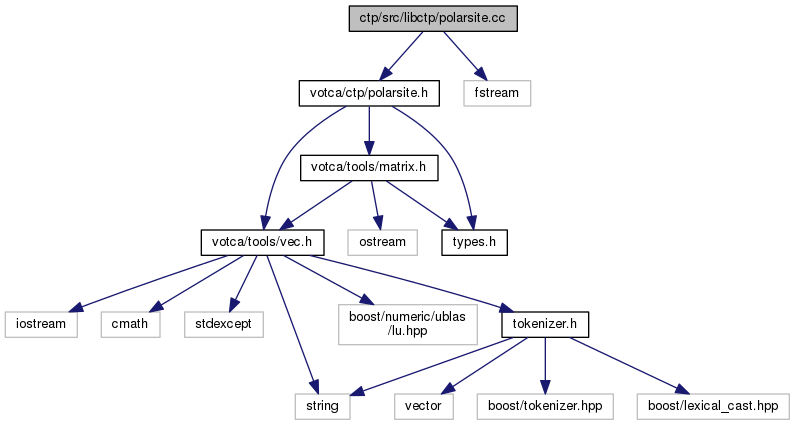 ctp/src/libctp/polarsite.cc
votca/ctp/polarsite.h
fstream
votca/tools/matrix.h
votca/tools/vec.h
ostream
types.h
iostream
cmath
stdexcept
boost/numeric/ublas
/lu.hpp
tokenizer.h
string
vector
boost/tokenizer.hpp
boost/lexical_cast.hpp